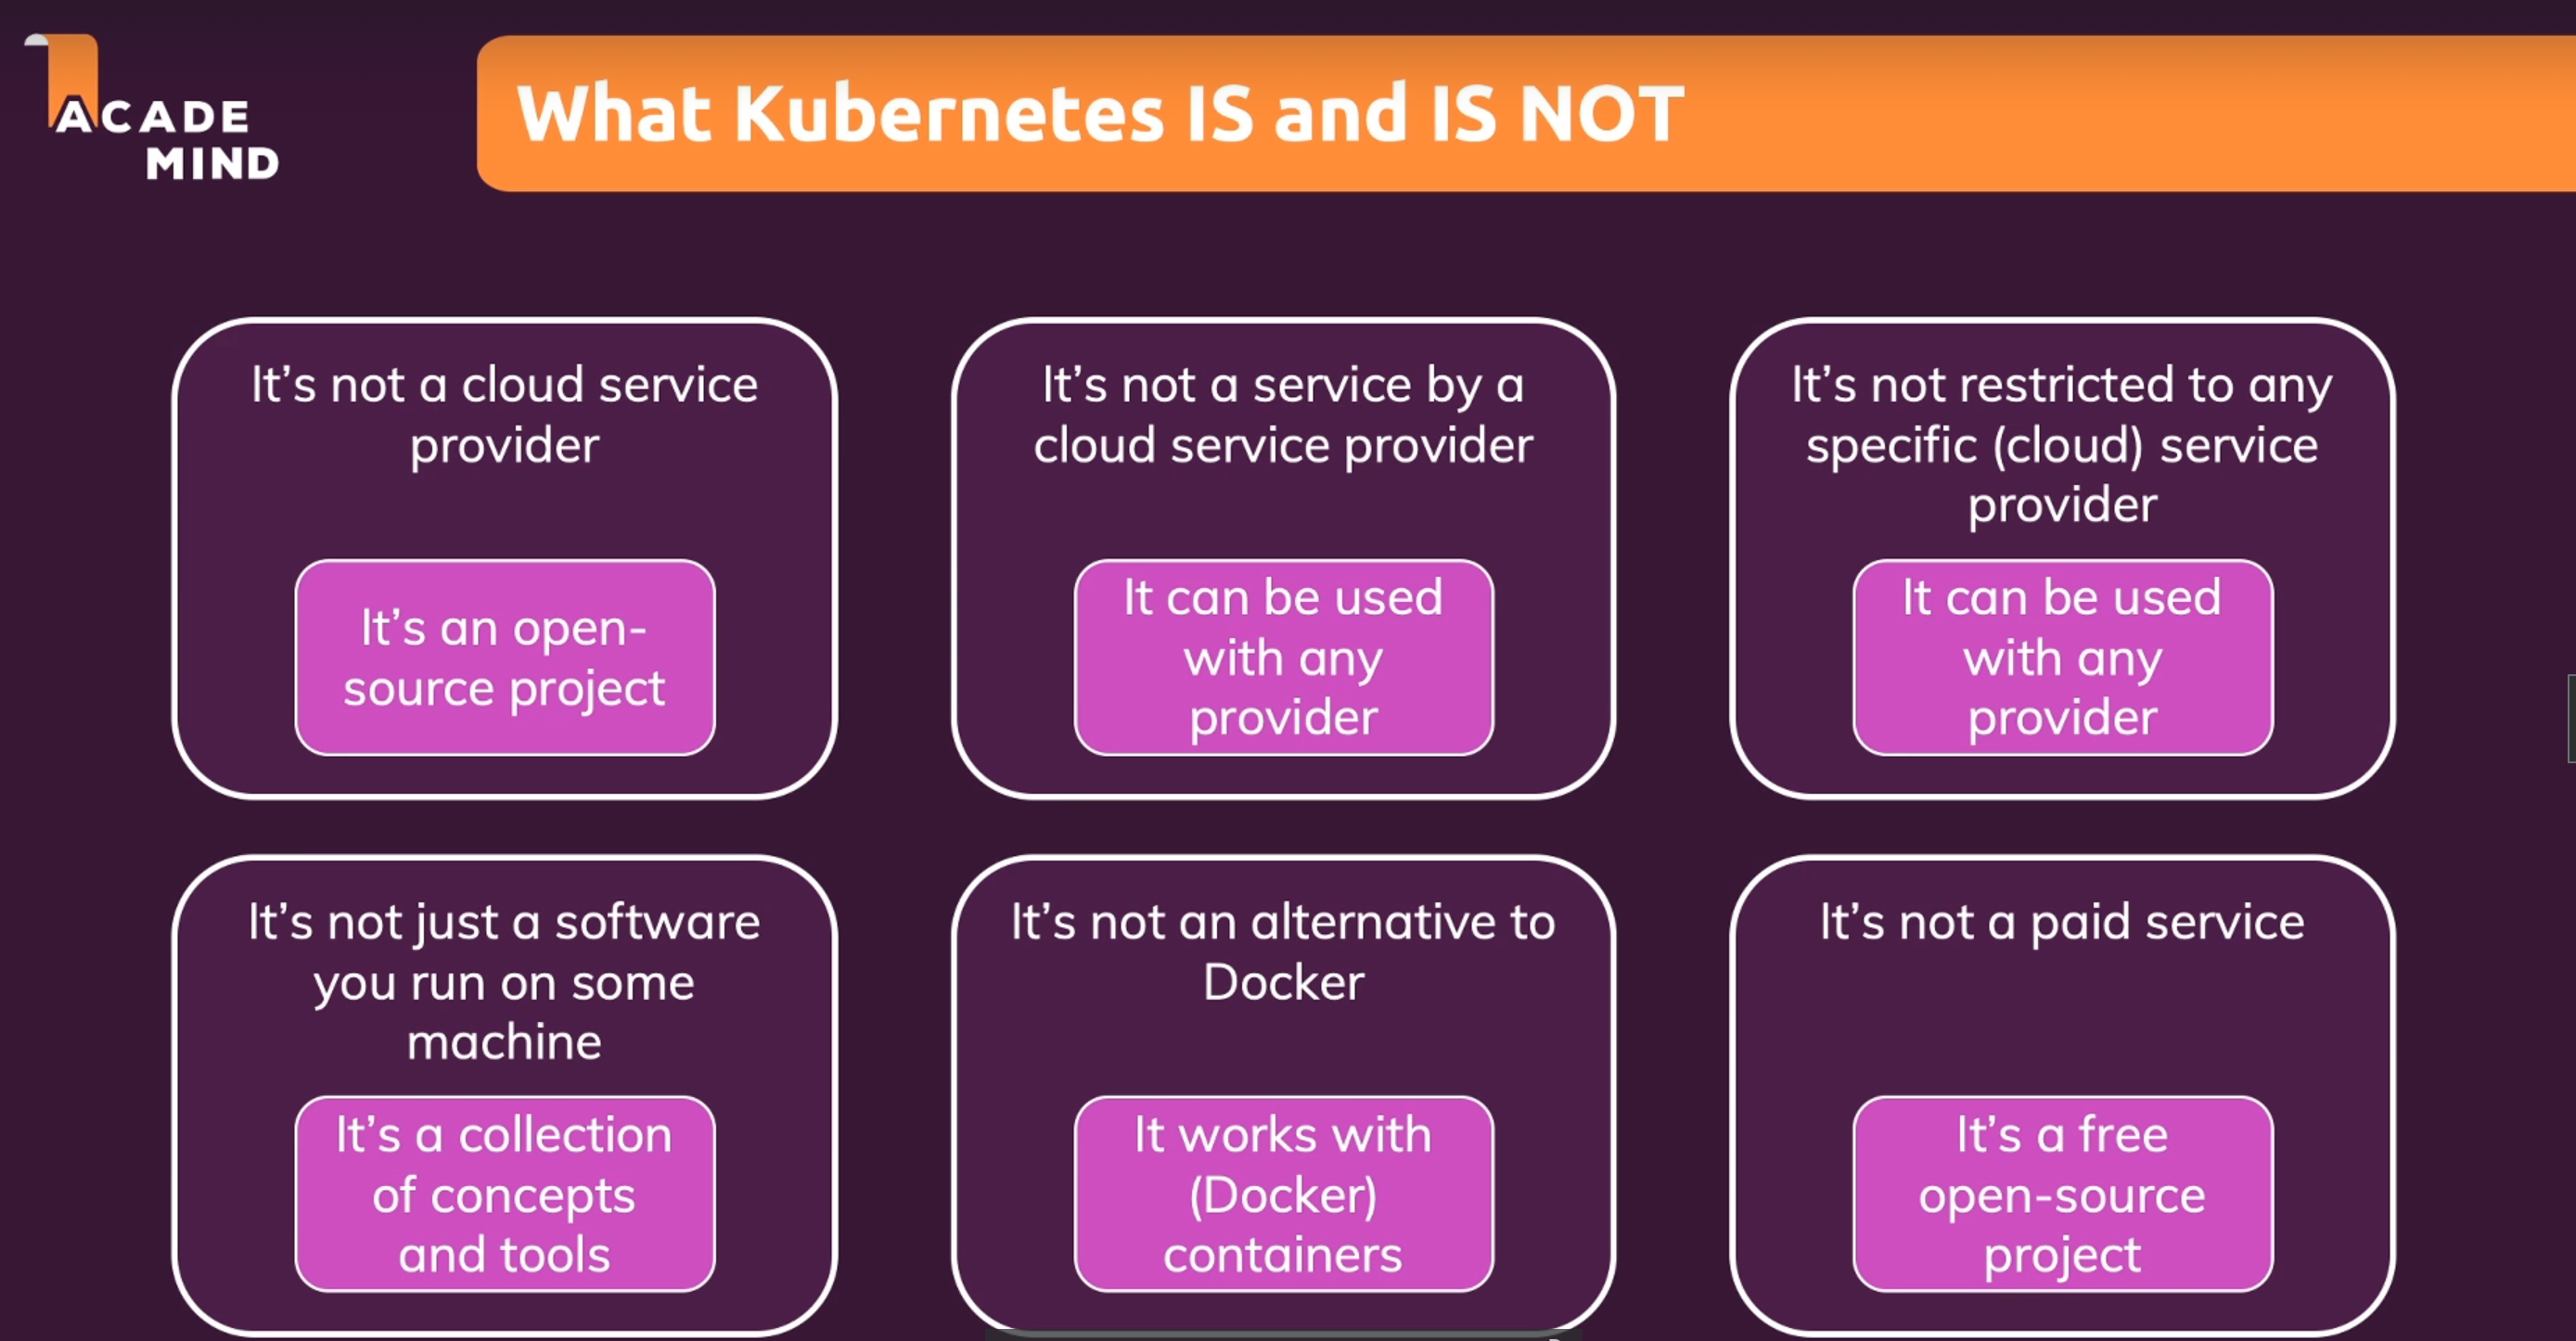 ACADE
MIND
What Kubernetes IS and IS NOT
It's not a cloud service
provider
It's an open-
source project
It's not a service by a
cloud service provider
It can be used
with any
provider
It's not restricted to any
specific (cloud) service
provider
It can be used
with any
provider
It's not just a software
you run on some
machine
It's a collection
of concepts
and tools
It's not an alternative to
Docker
It works with
(Docker)
containers
It's not a paid service
It's a free
open-source
project